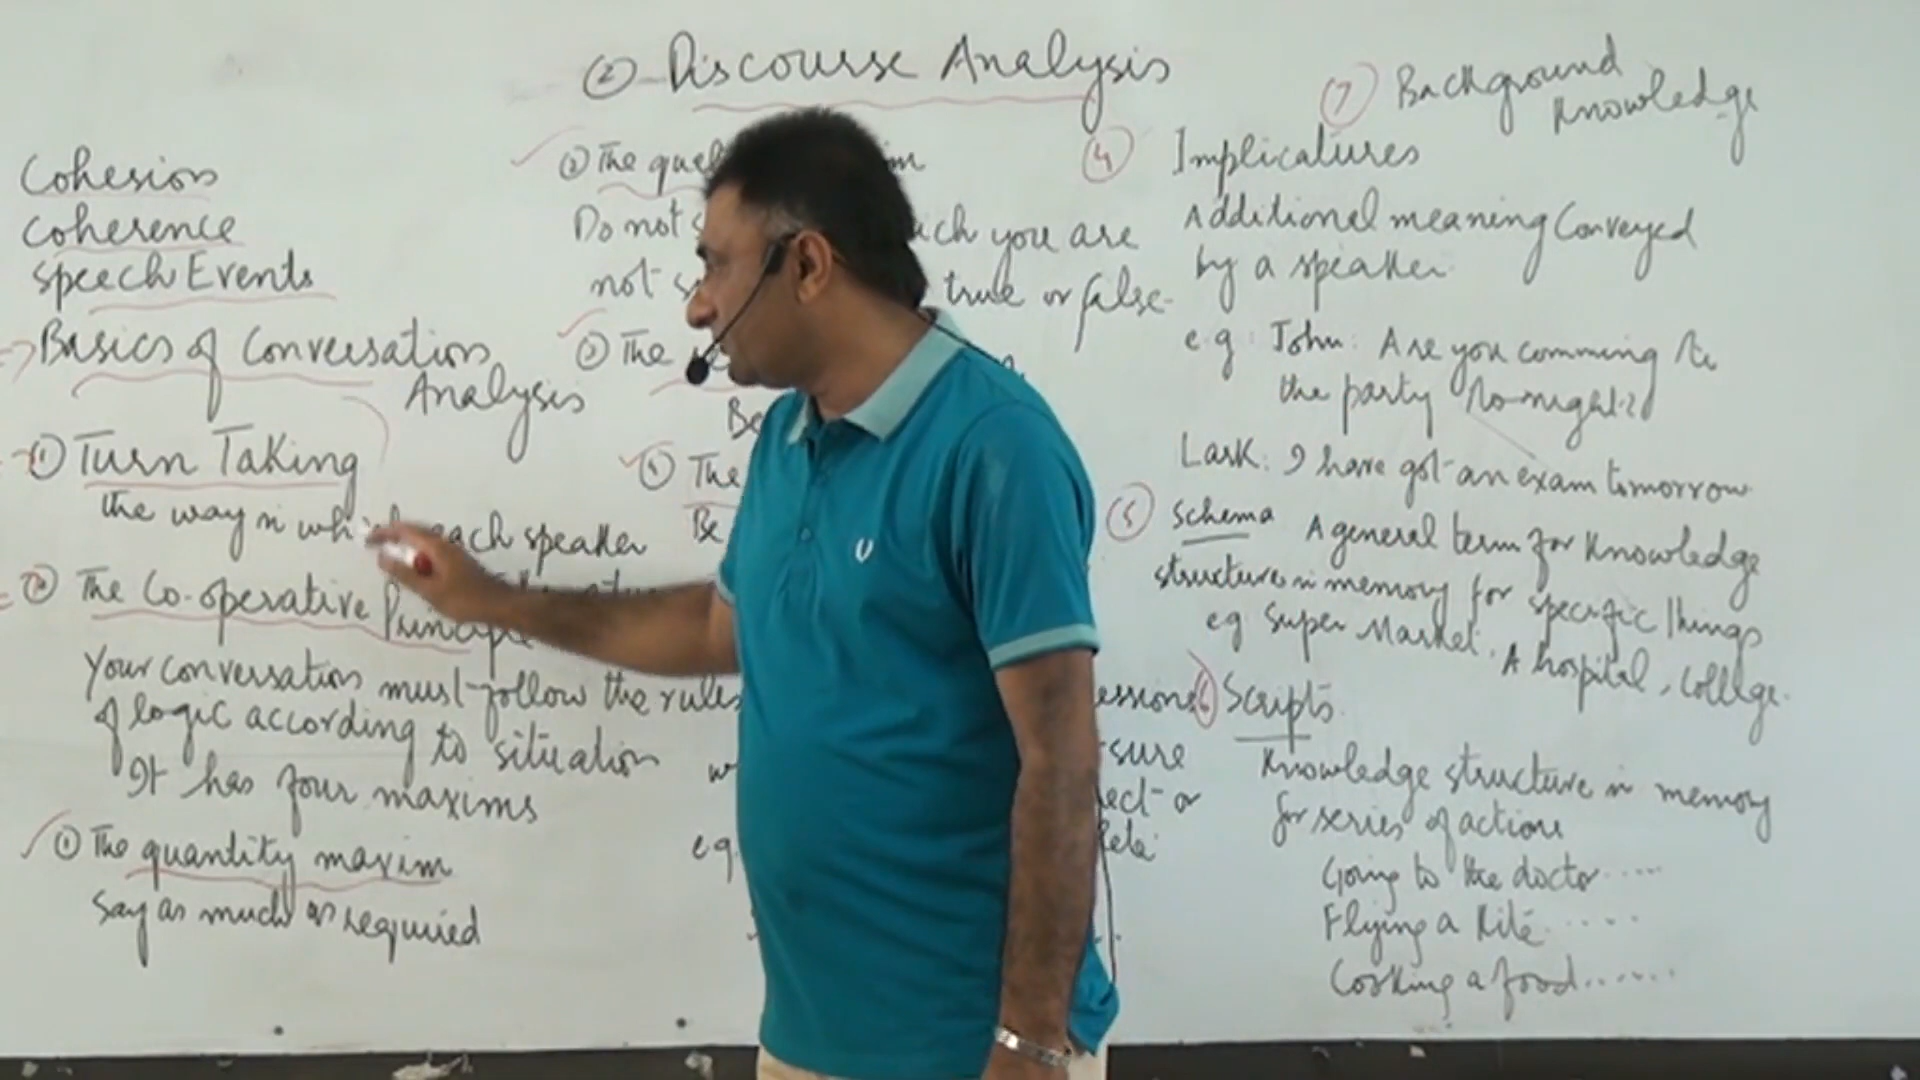 ② Discourse Analysis
Cohesion
Coherence
Speech Events
Basics of Conversation
Analysis
① Turn Taking
the way in which each speaker
② The Co-operative Principle
Your conversation must follow the rules
of logic according to situation
It has four maxims
① The quantity maxim
Say as much as required
② The
Do not you are
not true or false.
③ The
④ The
Be
sure
or
e.g.
④ Implicatures
Additional meaning Conveyed
by a speaker.
e.g: John: Are you comming to
the party to-night?
Lark: I have got an exam tomorrow
⑤ Schema A general term for Knowledge
structure in memory for specific things
eg Super Market. A hospital, College.
⑥ Scripts
Knowledge structure in memory
for series of actions
Going to the doctor.....
Flying a Kite.....
Cooking a food......
⑦ Background
Knowledge